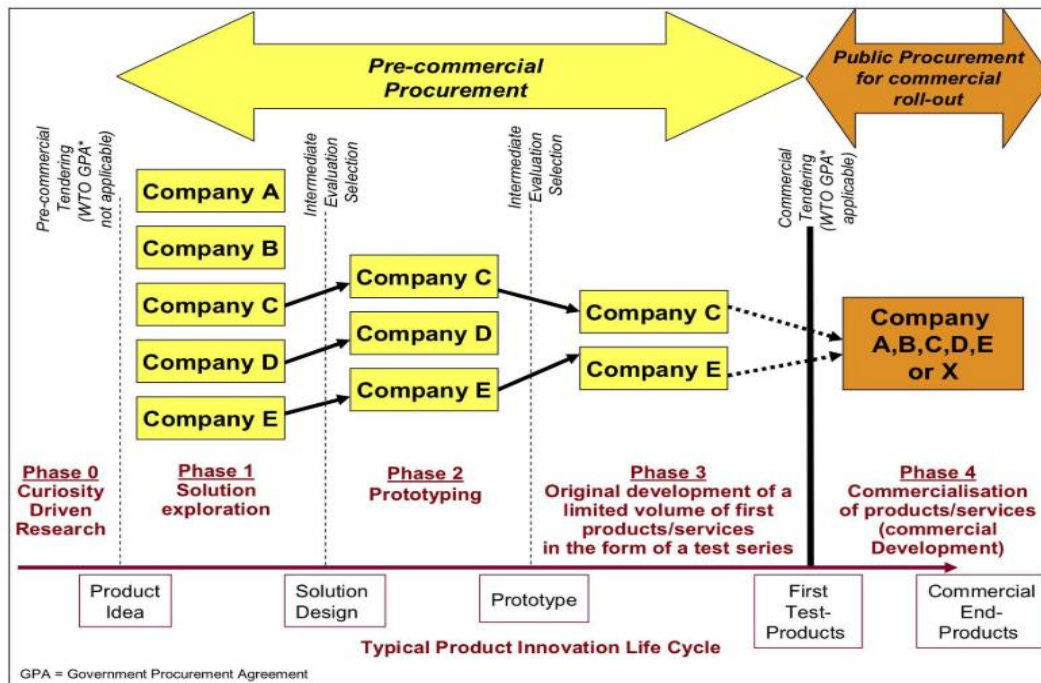 Pre-commercial
Procurement
Public Procurement
for commercial
roll-out
Pre-commercial
Tendering
(WTO GPA*
not applicable)
Intermediate
Evaluation
Selection
Intermediate
Evaluation
Selection
Commercial
Tendering
(WTO GPA*
applicable)
Company A
Company B
Company C
Company D
Company E
Company C
Company D
Company E
Company C
Company E
Company
A,B,C,D,E
or X
Phase 0
Curiosity
Driven
Research
Phase 1
Solution
exploration
Phase 2
Prototyping
Phase 3
Original development of a
limited volume of first
products/services
in the form of a test series
Phase 4
Commercialisation
of products/services
(commercial
Development)
Product
Idea
Solution
Design
Prototype
First
Test-
Products
Commercial
End-
Products
Typical Product Innovation Life Cycle
GPA = Government Procurement Agreement